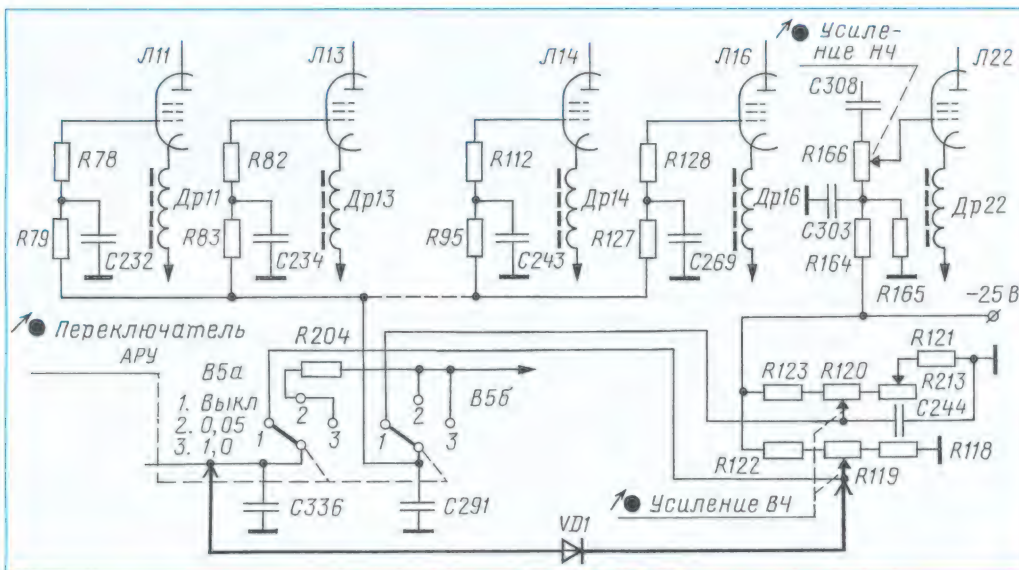 Усиле-
ние НЧ
Л11
Л13
Л14
Л16
Л22
С308
R78
R82
R112
R128
R166
Др11
Др13
Др14
Др16
Др22
R79
R83
R95
R127
С303
R164
С232
С234
С243
С269
R165
-25 В
Переключатель
АРУ
R204
R121
В5а
В5б
R123
R120
R213
1. Выкл
2. 0,05
3. 1,0
1
2
3
1
2
3
С244
R122
R119
R118
С336
С291
Усиление ВЧ
VD1